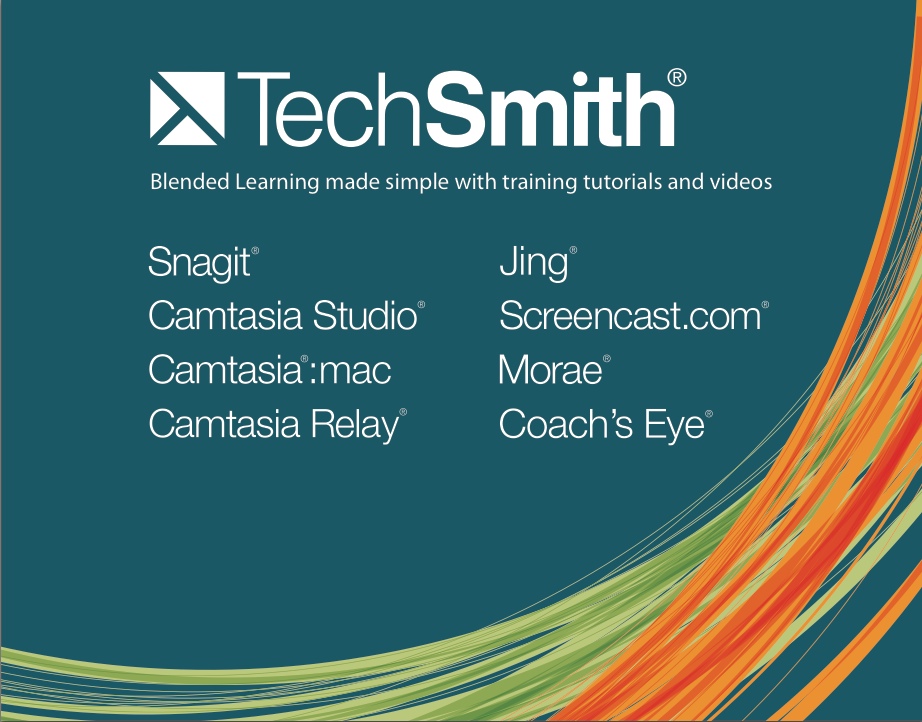 TechSmith®
Blended Learning made simple with training tutorials and videos
Snagit®
Camtasia Studio®
Camtasia®:mac
Camtasia Relay®
Jing®
Screencast.com®
Morae®
Coach's Eye®